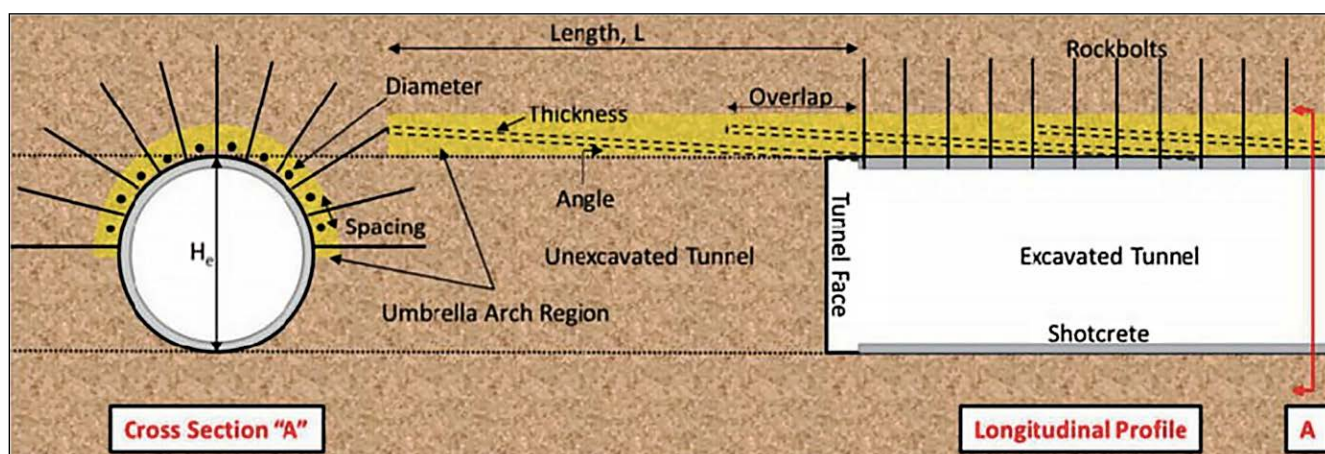 Length, L
Rockbolts
Diameter
Thickness
Overlap
Angle
Spacing
He
Unexcavated Tunnel
Tunnel Face
Excavated Tunnel
Umbrella Arch Region
Shotcrete
Cross Section "A"
Longitudinal Profile
A